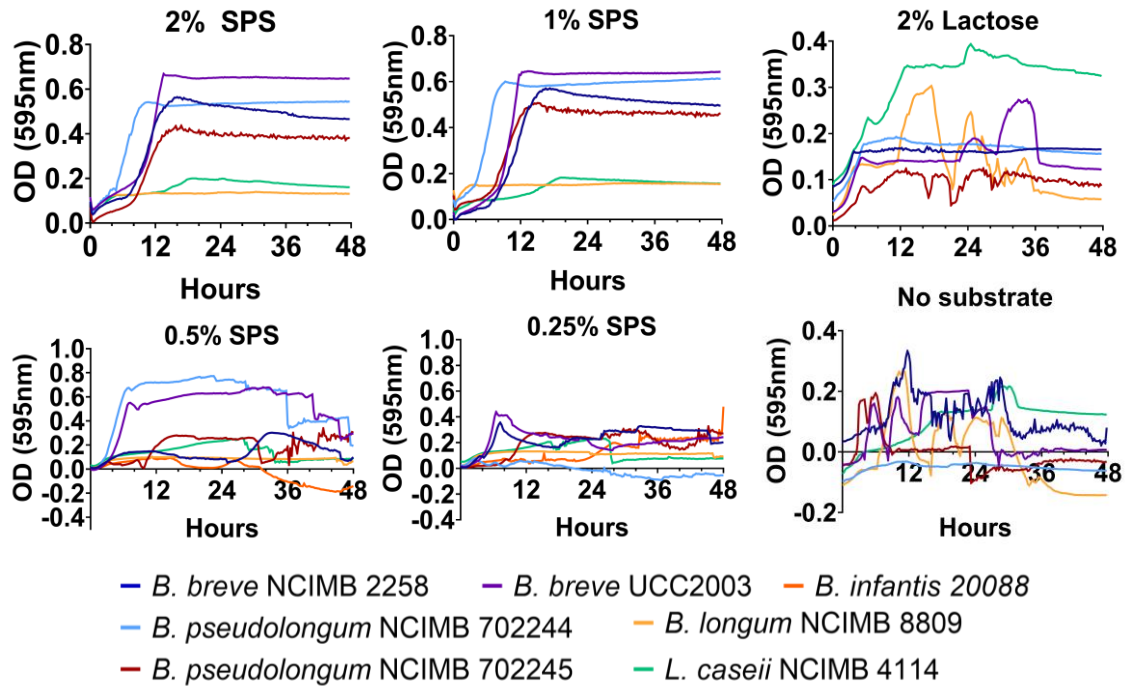 2% SPS
1% SPS
2% Lactose
OD (595nm)
0.8
0.6
0.4
0.2
0.0
0 12 24 36 48
Hours
OD (595nm)
0.8
0.6
0.4
0.2
0.0
0 12 24 36 48
Hours
OD (595nm)
0.4
0.3
0.2
0.1
0.0
0 12 24 36 48
0.5% SPS
0.25% SPS
No substrate
OD (595nm)
1.0
0.8
0.6
0.4
0.2
0.0
-0.2
-0.4
12 24 36 48
Hours
OD (595nm)
1.0
0.8
0.6
0.4
0.2
0.0
-0.2
-0.4
12 24 36 48
Hours
OD (595nm)
0.4
0.2
0.0
-0.2
12 24 36 48
Hours
B. breve NCIMB 2258 B. breve UCC2003 B. infantis 20088
B. pseudolongum NCIMB 702244 B. longum NCIMB 8809
B. pseudolongum NCIMB 702245 L. caseii NCIMB 4114